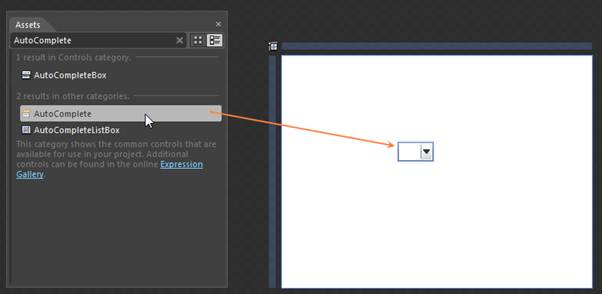 Assets
AutoComplete
1 result in Controls category.
AutoCompleteBox
2 results in other categories.
AutoComplete
AutoCompleteListBox
This category shows the common controls that are
available for use in your project. Additional
controls can be found in the online Expression
Gallery.